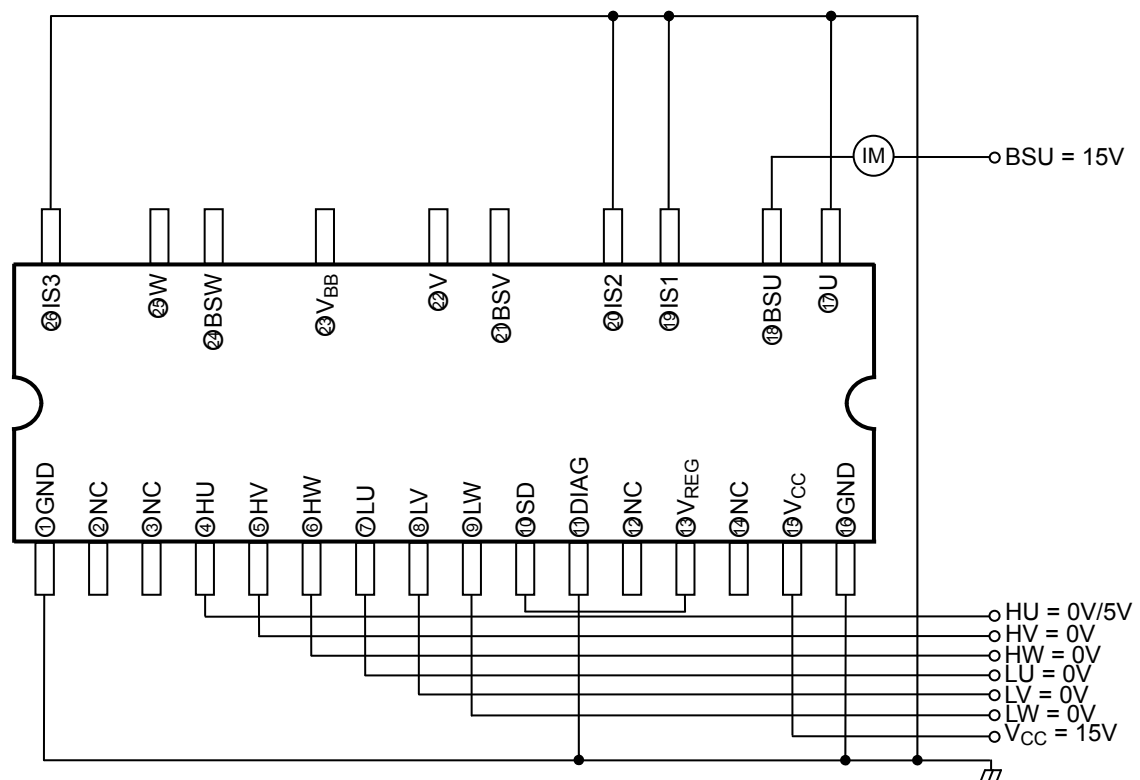 IM
BSU = 15V
㉖IS3
㉕W
㉔BSW
㉓VBB
㉒V
㉑BSV
⑳IS2
⑲IS1
⑱BSU
⑰U
①GND
②NC
③NC
④HU
⑤HV
⑥HW
⑦LU
⑧LV
⑨LW
⑩SD
⑪DIAG
⑫NC
⑬VREG
⑭NC
⑮VCC
⑯GND
HU = 0V/5V
HV = 0V
HW = 0V
LU = 0V
LV = 0V
LW = 0V
VCC = 15V